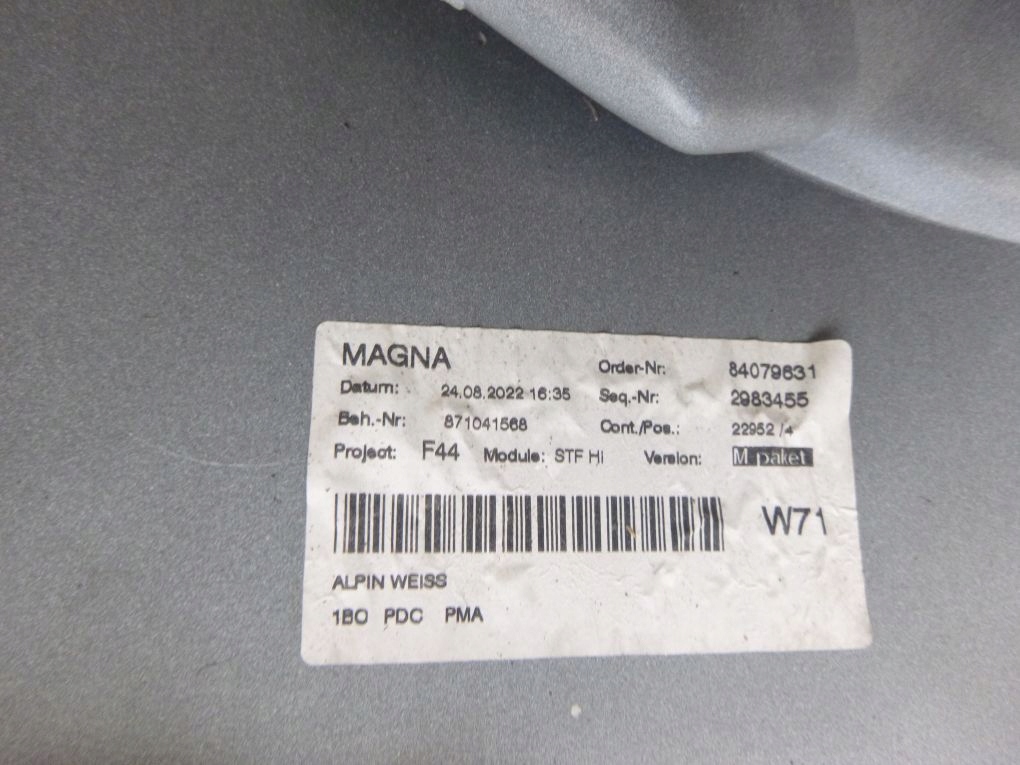 MAGNA
Order-Nr: 84079631
Datum: 24.08.2022 16:35 Seq.-Nr: 2983455
Beh.-Nr: 871041568 Cont./Pos.: 22952 /4
Project: F44 Module: STF HI Version: M paket
W71
ALPIN WEISS
1BO PDC PMA